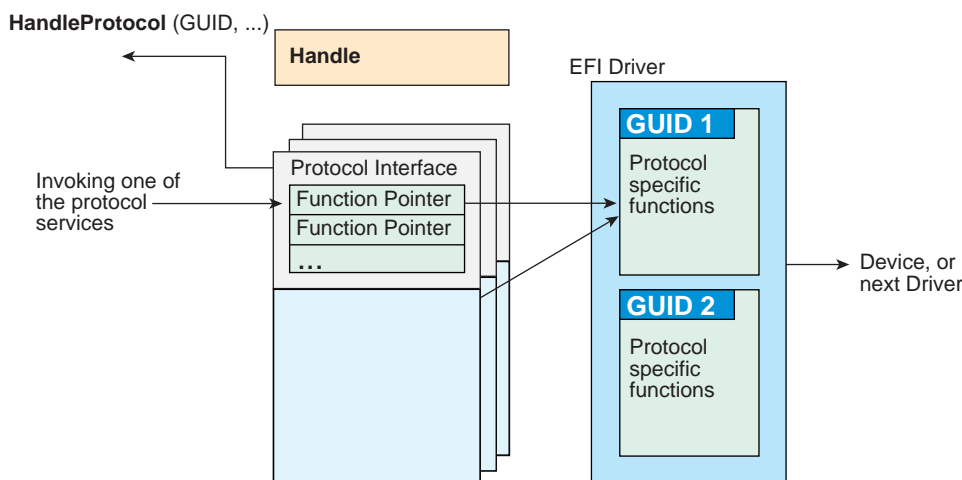 HandleProtocol (GUID, ...)
Handle
EFI Driver
GUID 1
Protocol
specific
functions
Protocol Interface
Function Pointer
Function Pointer
...
Invoking one of
the protocol
services
Device, or
next Driver
GUID 2
Protocol
specific
functions